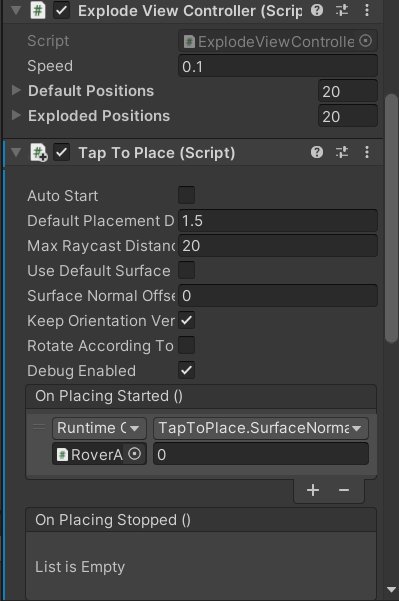 Explode View Controller (Scrip
Script ExplodeViewControlle
Speed 0.1
Default Positions 20
Exploded Positions 20
Tap To Place (Script)
Auto Start
Default Placement D 1.5
Max Raycast Distanc 20
Use Default Surface
Surface Normal Offse 0
Keep Orientation Ver
Rotate According To
Debug Enabled
On Placing Started ()
Runtime O TapToPlace.SurfaceNorma
RoverA 0
+ −
On Placing Stopped ()
List is Empty